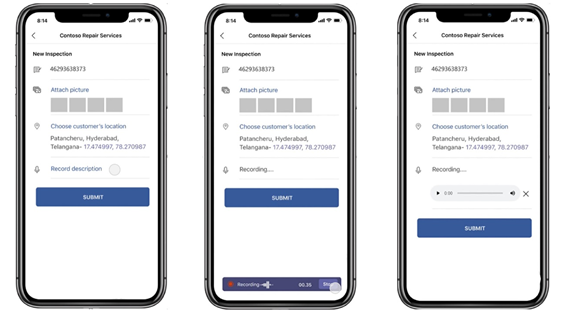 8:14
Contoso Repair Services
New Inspection
46293638373
Attach picture
Choose customer's location
Patancheru, Hyderabad,
Telangana- 17.474997, 78.270987
Record description
SUBMIT
8:14
Contoso Repair Services
New Inspection
46293638373
Attach picture
Choose customer's location
Patancheru, Hyderabad,
Telangana- 17.474997, 78.270987
Recording....
SUBMIT
Recording
00.35
8:14
Contoso Repair Services
New Inspection
46293638373
Attach picture
Choose customer's location
Patancheru, Hyderabad,
Telangana- 17.474997, 78.270987
Recording....
0:00
SUBMIT